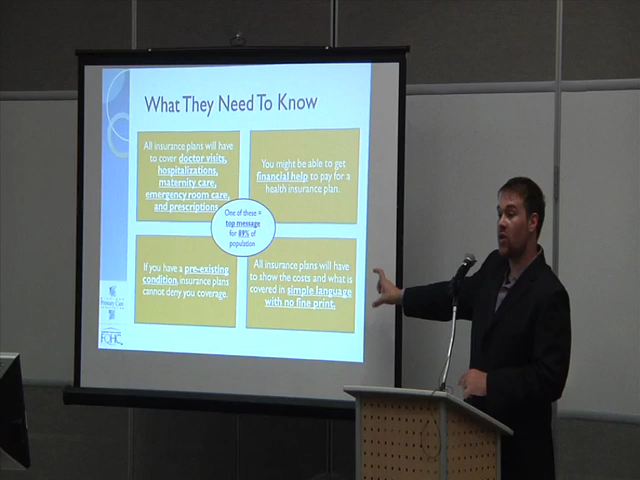 What They Need To Know
All insurance plans will have
to cover doctor visits,
hospitalizations,
maternity care,
emergency room care,
and prescriptions.
You might be able to get
financial help to pay for a
health insurance plan.
One of these =
top message
for 89% of
population
If you have a pre-existing
condition, insurance plans
cannot deny you coverage.
All insurance plans will have
to show the costs and what is
covered in simple language
with no fine print.
Primary Care
FQHC